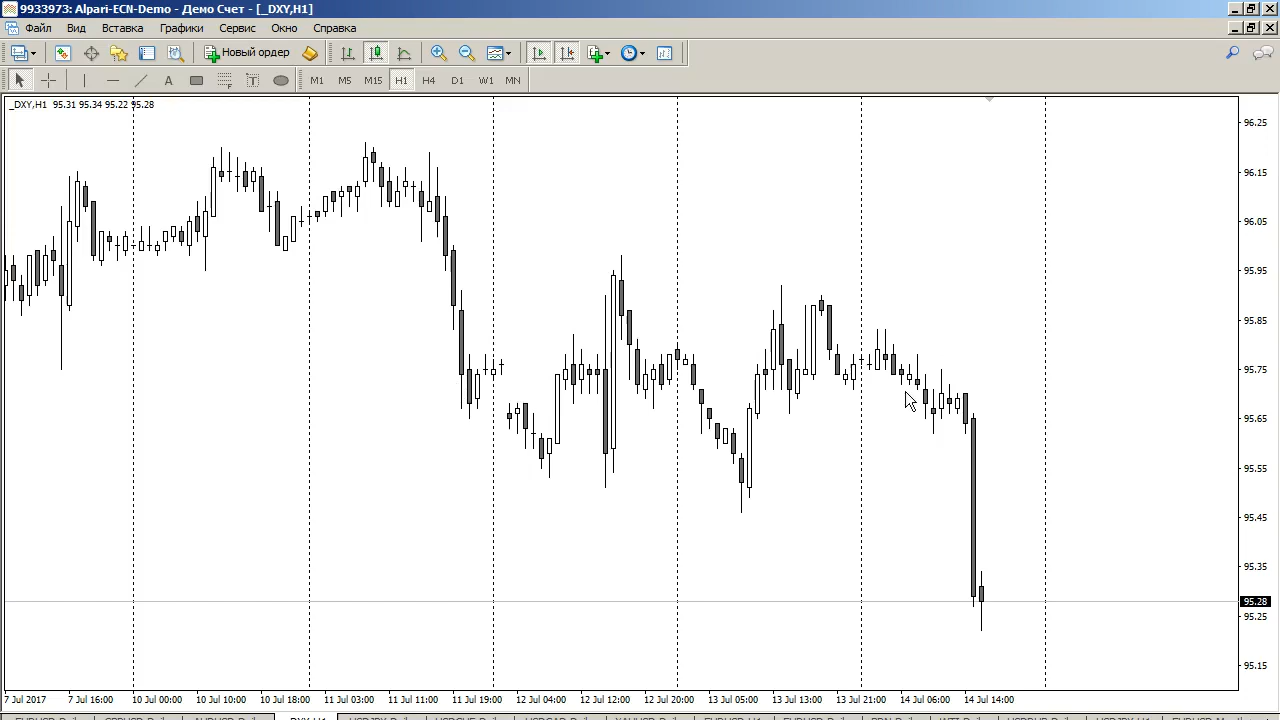 9933973: Alpari-ECN-Demo - Демо Счет - [_DXY,H1]
Файл Вид Вставка Графики Сервис Окно Справка
Новый ордер
A T M1 M5 M15 H1 H4 D1 W1 MN
_DXY,H1 95.31 95.34 95.22 95.28
96.25
96.15
96.05
95.95
95.85
95.75
95.65
95.55
95.45
95.35
95.28
95.25
95.15
7 Jul 2017 7 Jul 16:00 10 Jul 00:00 10 Jul 10:00 10 Jul 18:00 11 Jul 03:00 11 Jul 11:00 11 Jul 19:00 12 Jul 04:00 12 Jul 12:00 12 Jul 20:00 13 Jul 05:00 13 Jul 13:00 13 Jul 21:00 14 Jul 06:00 14 Jul 14:00